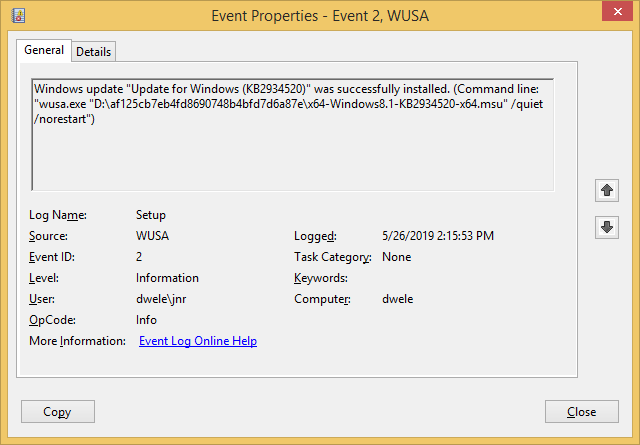 Event Properties - Event 2, WUSA
General Details
Windows update "Update for Windows (KB2934520)" was successfully installed. (Command line:
"wusa.exe "D:\af125cb7eb4fd8690748b4bfd7d6a87e\x64-Windows8.1-KB2934520-x64.msu" /quiet
/norestart")
Log Name: Setup
Source: WUSA Logged: 5/26/2019 2:15:53 PM
Event ID: 2 Task Category: None
Level: Information Keywords:
User: dwele\jnr Computer: dwele
OpCode: Info
More Information: Event Log Online Help
Copy Close